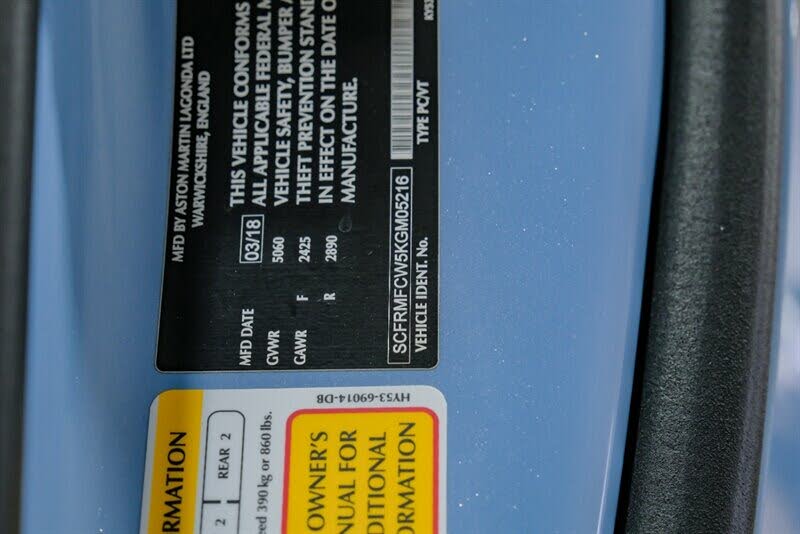 MFD BY ASTON MARTIN LAGONDA LTD
WARWICKSHIRE, ENGLAND
MFD DATE 03/18
GVWR 5060
GAWR F 2425
R 2890
THIS VEHICLE CONFORMS
ALL APPLICABLE FEDERAL M
VEHICLE SAFETY, BUMPER A
THEFT PREVENTION STAND
IN EFFECT ON THE DATE O
MANUFACTURE.
SCFRMFCW5KGM05216
VEHICLE IDENT. No.
TYPE PCVT
RMATION
2 REAR 2
eed 390 kg or 860 lbs.
OWNER'S
NUAL FOR
DITIONAL
ORMATION
HY53-69014-DB